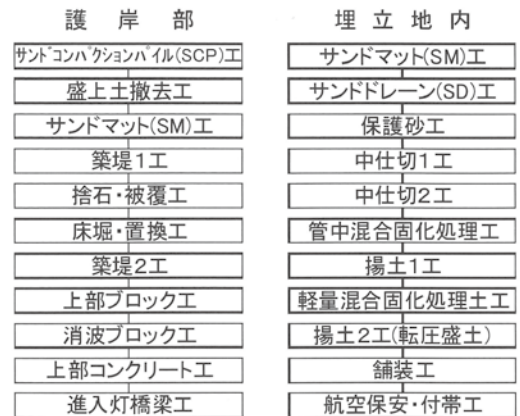 護岸部
サンドコンパクションパイル(SCP)工
盛上土撤去工
サンドマット(SM)工
築堤1工
捨石・被覆工
床堀・置換工
築堤2工
上部ブロック工
消波ブロック工
上部コンクリート工
進入灯橋梁工
埋立地内
サンドマット(SM)工
サンドドレーン(SD)工
保護砂工
中仕切1工
中仕切2工
管中混合固化処理工
揚土1工
軽量混合固化処理土工
揚土2工(転圧盛土)
舗装工
航空保安・付帯工